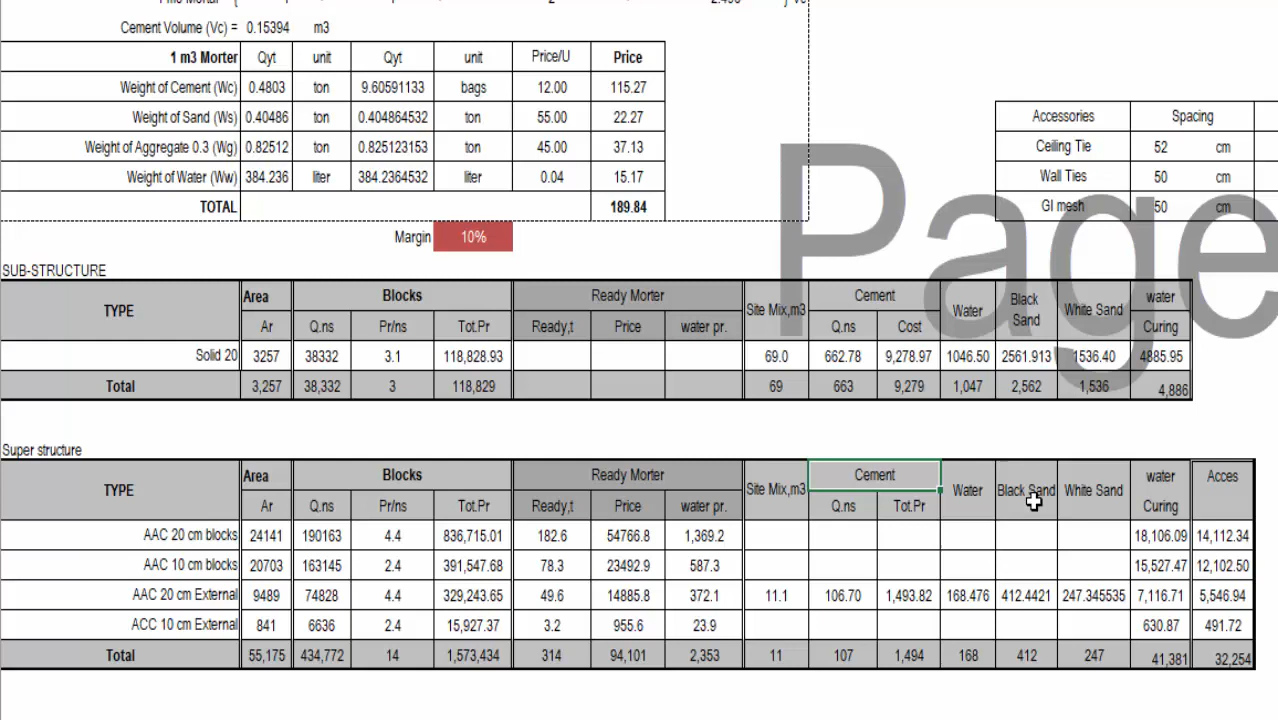 Cement Volume (Vc) = 0.15394 m3
1 m3 Morter Qyt unit Qyt unit Price/U Price
Weight of Cement (Wc) 0.4803 ton 9.60591133 bags 12.00 115.27
Weight of Sand (Ws) 0.40486 ton 0.404864532 ton 55.00 22.27
Weight of Aggregate 0.3 (Wg) 0.82512 ton 0.825123153 ton 45.00 37.13
Weight of Water (Ww) 384.236 liter 384.2364532 liter 0.04 15.17
TOTAL 189.84
Accessories Spacing
Ceiling Tie 52 cm
Wall Ties 50 cm
GI mesh 50 cm
Page
Margin 10%
SUB-STRUCTURE
TYPE Area Blocks Ready Morter Site Mix,m3 Cement Water Black Sand White Sand water
Ar Q.ns Pr/ns Tot.Pr Ready,t Price water pr. Q.ns Cost Curing
Solid 20 3257 38332 3.1 118,828.93 69.0 662.78 9,278.97 1046.50 2561.913 1536.40 4885.95
Total 3,257 38,332 3 118,829 69 663 9,279 1,047 2,562 1,536 4,886
Super structure
TYPE Area Blocks Ready Morter Site Mix,m3 Cement Water Black Sand White Sand water Acces
Ar Q.ns Pr/ns Tot.Pr Ready,t Price water pr. Q.ns Tot.Pr Curing
AAC 20 cm blocks 24141 190163 4.4 836,715.01 182.6 54766.8 1,369.2 18,106.09 14,112.34
AAC 10 cm blocks 20703 163145 2.4 391,547.68 78.3 23492.9 587.3 15,527.47 12,102.50
AAC 20 cm External 9489 74828 4.4 329,243.65 49.6 14885.8 372.1 11.1 106.70 1,493.82 168.476 412.4421 247.345535 7,116.71 5,546.94
ACC 10 cm External 841 6636 2.4 15,927.37 3.2 955.6 23.9 630.87 491.72
Total 55,175 434,772 14 1,573,434 314 94,101 2,353 11 107 1,494 168 412 247 41,381 32,254